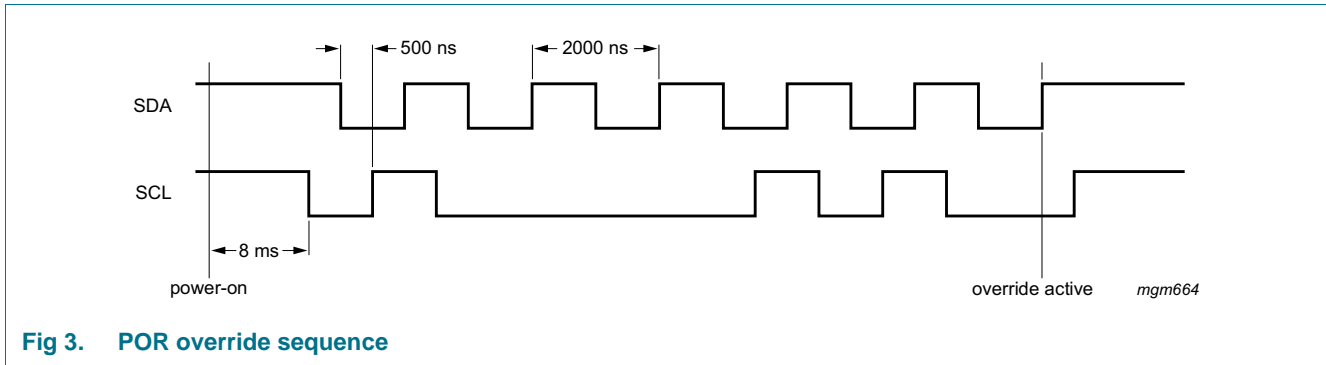 500 ns
2000 ns
SDA
SCL
8 ms
power-on
override active
mgm664
Fig 3. POR override sequence